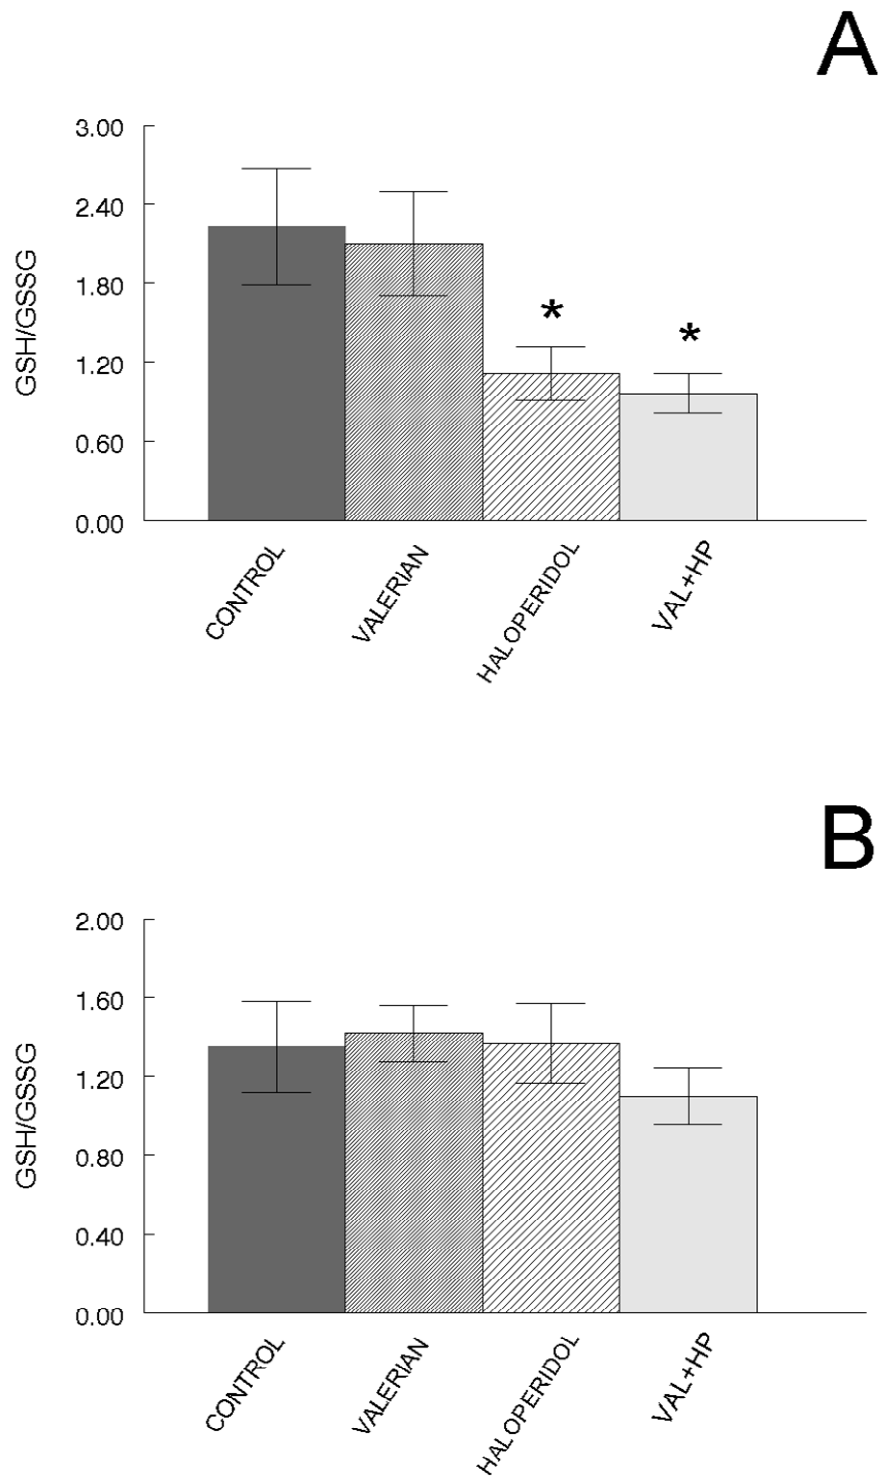 A
3.00
2.40
1.80
1.20
0.60
0.00
GSH/GSSG
*
*
CONTROL
VALERIAN
HALOPERIDOL
VAL+HP
B
2.00
1.60
1.20
0.80
0.40
0.00
GSH/GSSG
CONTROL
VALERIAN
HALOPERIDOL
VAL+HP